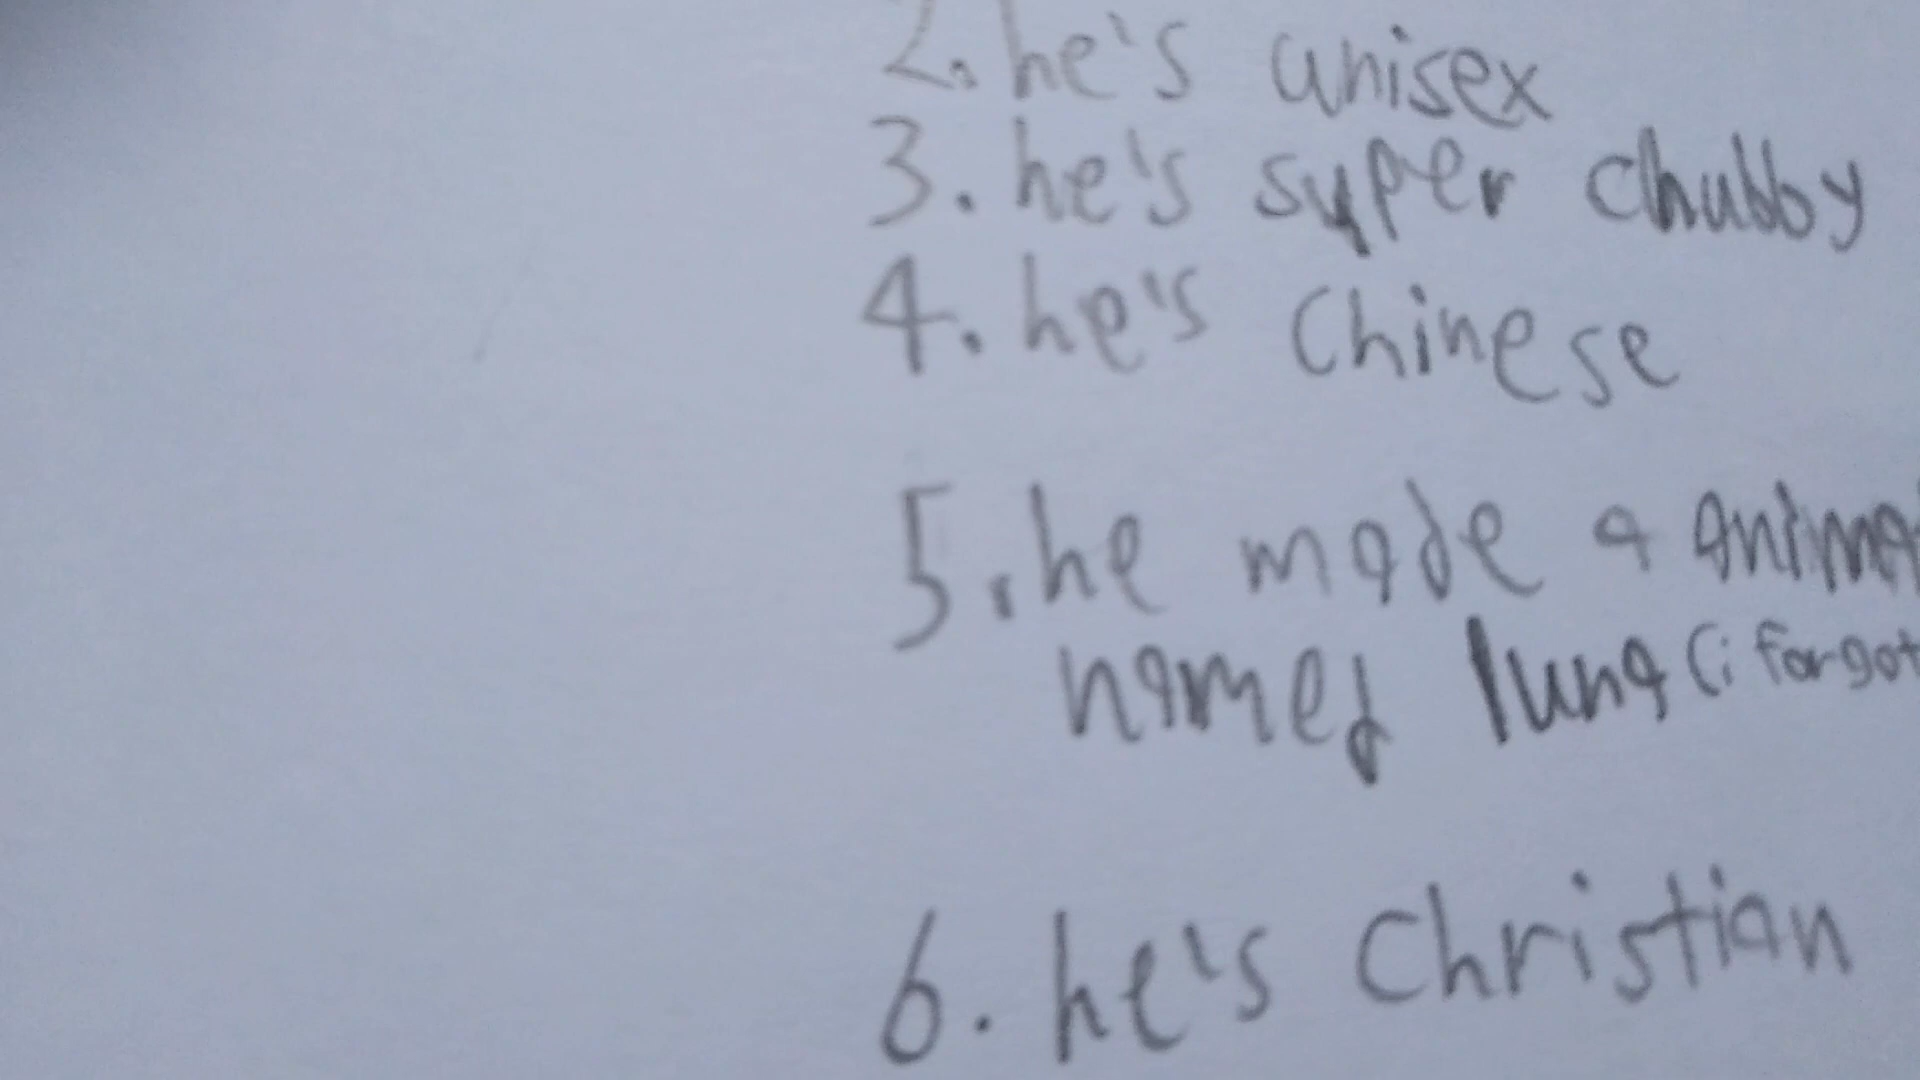 2. he's unisex
3. he's super chubby
4. he's Chinese
5. he made a
named luna (i forgot
6. he's Christian